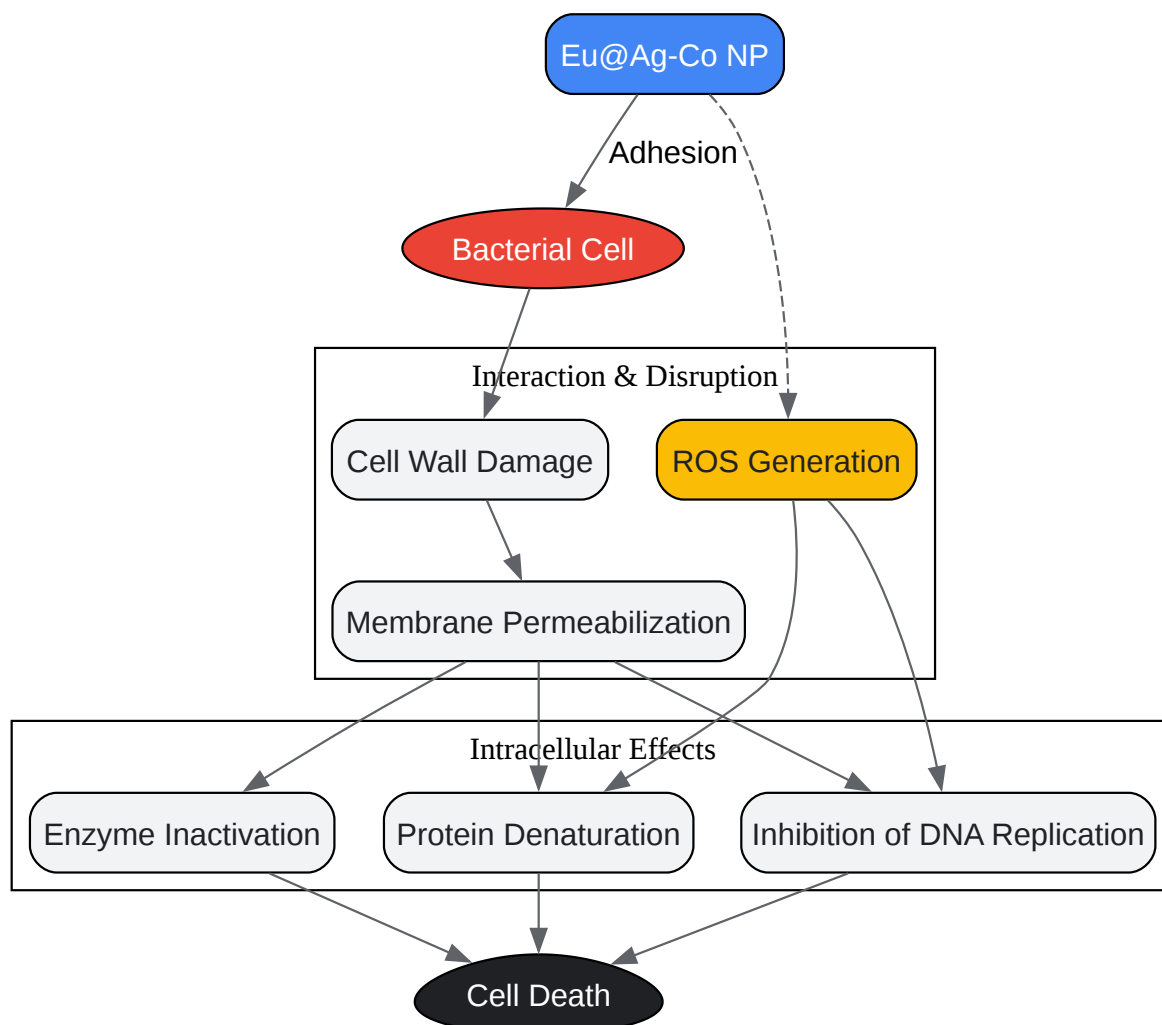 Eu@Ag-Co NP
Adhesion
Bacterial Cell
Interaction & Disruption
Cell Wall Damage
ROS Generation
Membrane Permeabilization
Intracellular Effects
Enzyme Inactivation
Protein Denaturation
Inhibition of DNA Replication
Cell Death